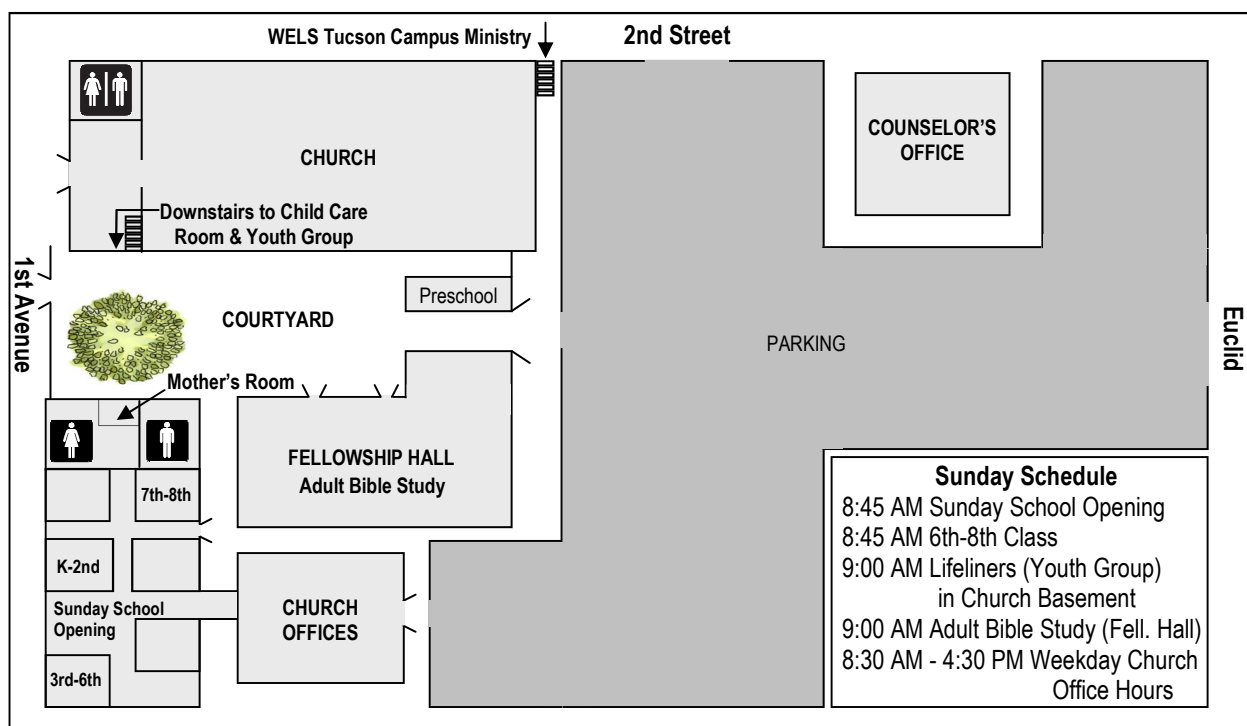 WELS Tucson Campus Ministry
2nd Street
CHURCH
COUNSELOR'S
OFFICE
Downstairs to Child Care
Room & Youth Group
1st Avenue
Preschool
COURTYARD
PARKING
Euclid
Mother's Room
FELLOWSHIP HALL
Adult Bible Study
7th-8th
K-2nd
Sunday School
Opening
3rd-6th
CHURCH
OFFICES
Sunday Schedule
8:45 AM Sunday School Opening
8:45 AM 6th-8th Class
9:00 AM Lifeliners (Youth Group)
in Church Basement
9:00 AM Adult Bible Study (Fell. Hall)
8:30 AM - 4:30 PM Weekday Church
Office Hours